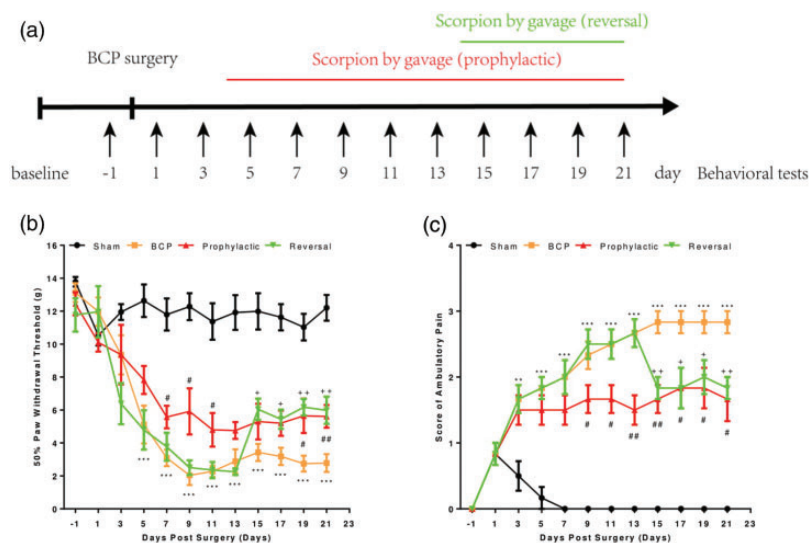 (a)
Scorpion by gavage (reversal)
BCP surgery
Scorpion by gavage (prophylactic)
baseline -1 1 3 5 7 9 11 13 15 17 19 21 day Behavioral tests
(b)
Sham BCP Prophylactic Reversal
50% Paw Withdrawal Threshold (g)
16
14
12
10
8
6
4
2
0
# # #
+ + ++ ++
# ##
*** *** *** *** *** *** *** *** ***
-1 1 3 5 7 9 11 13 15 17 19 21 23
Days Post Surgery (Days)
(c)
Sham BCP Prophylactic Reversal
Score of Ambulatory Pain
4
3
2
1
0
** *** *** *** *** *** *** *** *** ***
++ + + ++
# # ## ## # # #
-1 1 3 5 7 9 11 13 15 17 19 21 23
Days Post Surgery (Days)